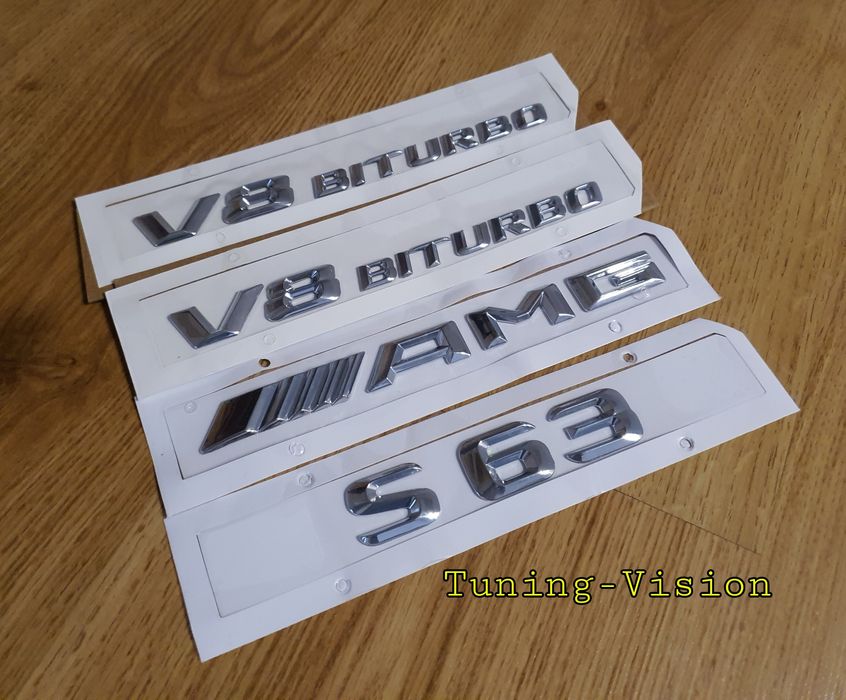 V8 BITURBO
V8 BITURBO
AMG
S 63
Tuning-Vision